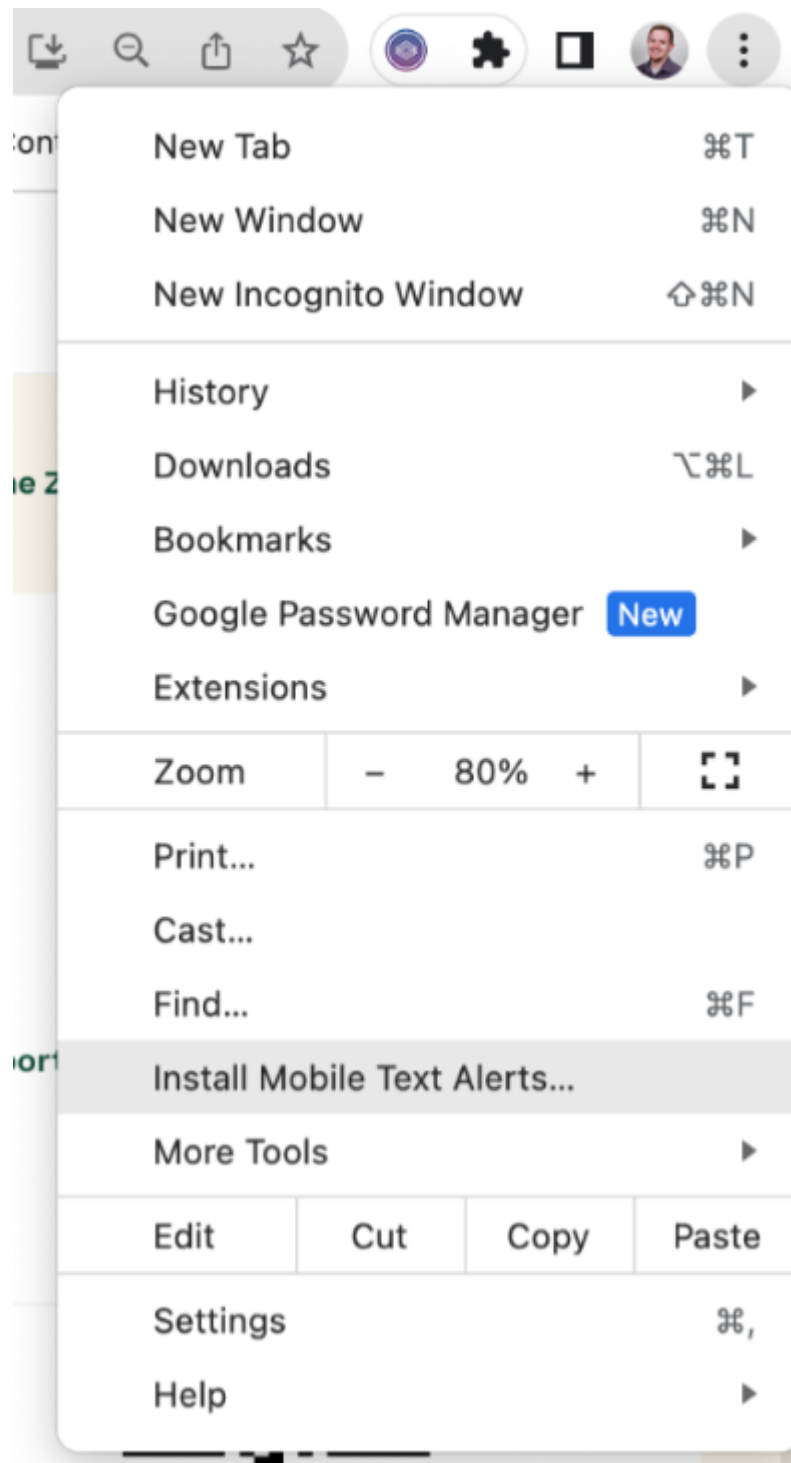 New Tab ⌘T
New Window ⌘N
New Incognito Window ⇧⌘N
History
Downloads ⌥⌘L
Bookmarks
Google Password Manager New
Extensions
Zoom – 80% +
Print... ⌘P
Cast...
Find... ⌘F
Install Mobile Text Alerts...
More Tools
Edit Cut Copy Paste
Settings ⌘,
Help